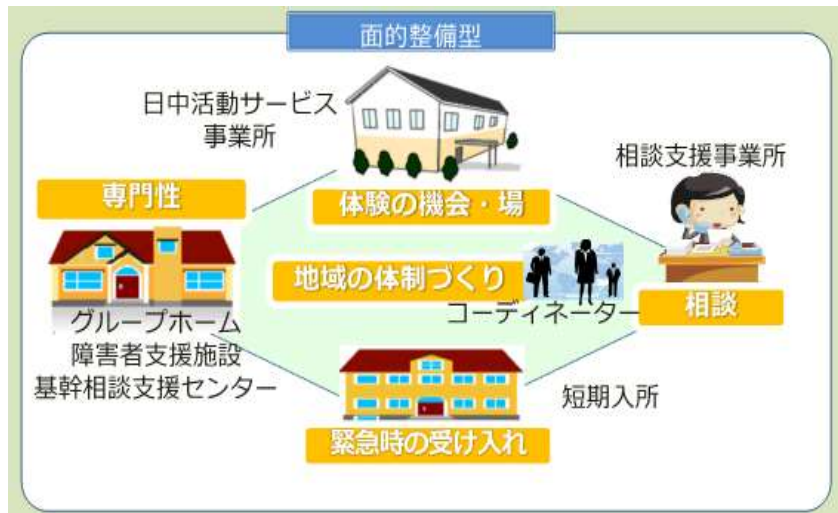 面的整備型
日中活動サービス
事業所
相談支援事業所
専門性
体験の機会・場
地域の体制づくり
コーディネーター
相談
グループホーム
障害者支援施設
基幹相談支援センター
短期入所
緊急時の受け入れ